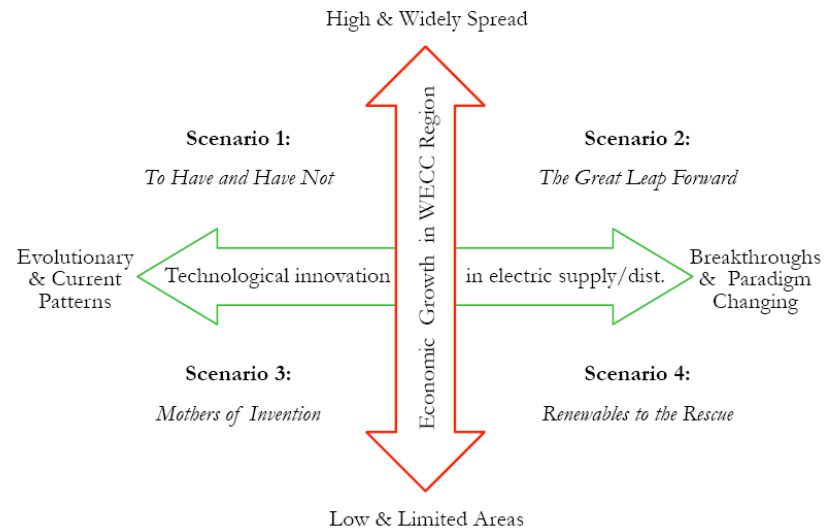 High & Widely Spread
Scenario 1:
To Have and Have Not
Scenario 2:
The Great Leap Forward
Economic Growth in WECC Region
Evolutionary
& Current
Patterns
Technological innovation
in electric supply/dist.
Breakthroughs
& Paradigm
Changing
Scenario 3:
Mothers of Invention
Scenario 4:
Renewables to the Rescue
Low & Limited Areas